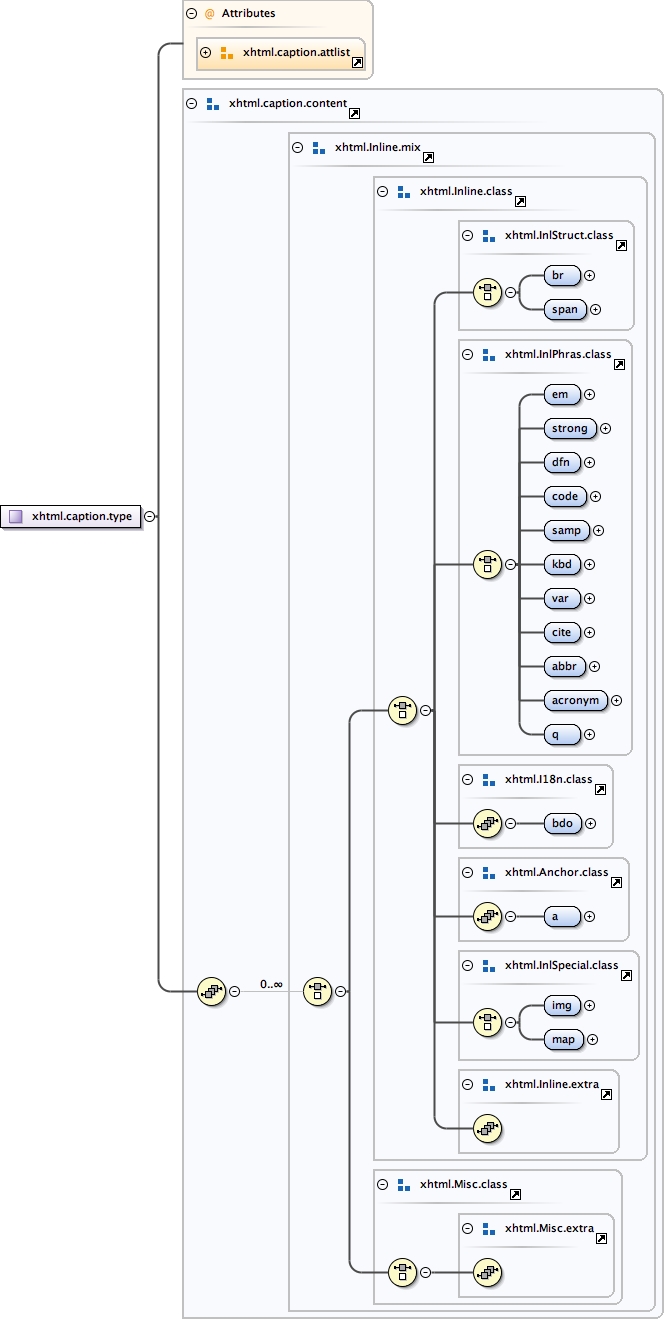 @ Attributes
xhtml.caption.attlist
xhtml.caption.content
xhtml.Inline.mix
xhtml.Inline.class
xhtml.InlStruct.class
br
span
xhtml.InlPhras.class
em
strong
dfn
code
samp
kbd
var
cite
abbr
acronym
q
xhtml.caption.type
xhtml.I18n.class
bdo
xhtml.Anchor.class
a
xhtml.InlSpecial.class
img
map
0..∞
xhtml.Inline.extra
xhtml.Misc.class
xhtml.Misc.extra